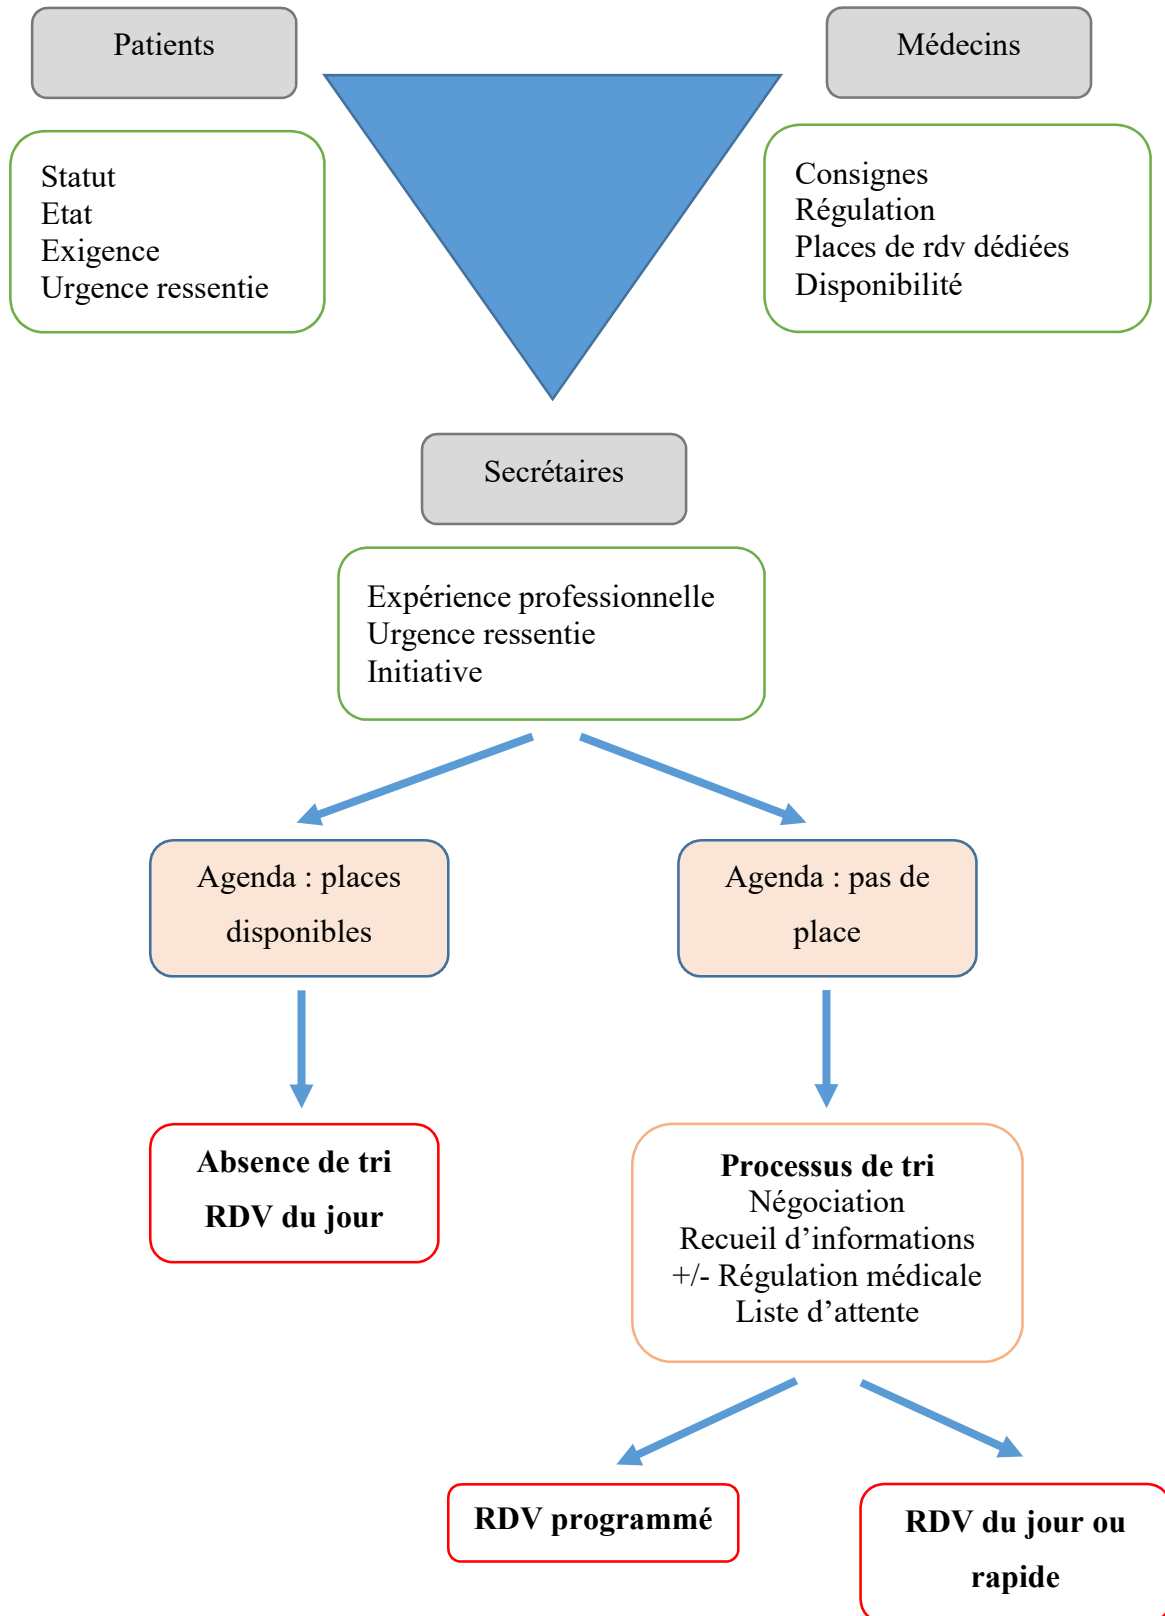 Patients
Médecins
Statut
Etat
Exigence
Urgence ressentie
Consignes
Régulation
Places de rdv dédiées
Disponibilité
Secrétaires
Expérience professionnelle
Urgence ressentie
Initiative
Agenda : places
disponibles
Agenda : pas de
place
Absence de tri
RDV du jour
Processus de tri
Négociation
Recueil d’informations
+/- Régulation médicale
Liste d’attente
RDV programmé
RDV du jour ou
rapide